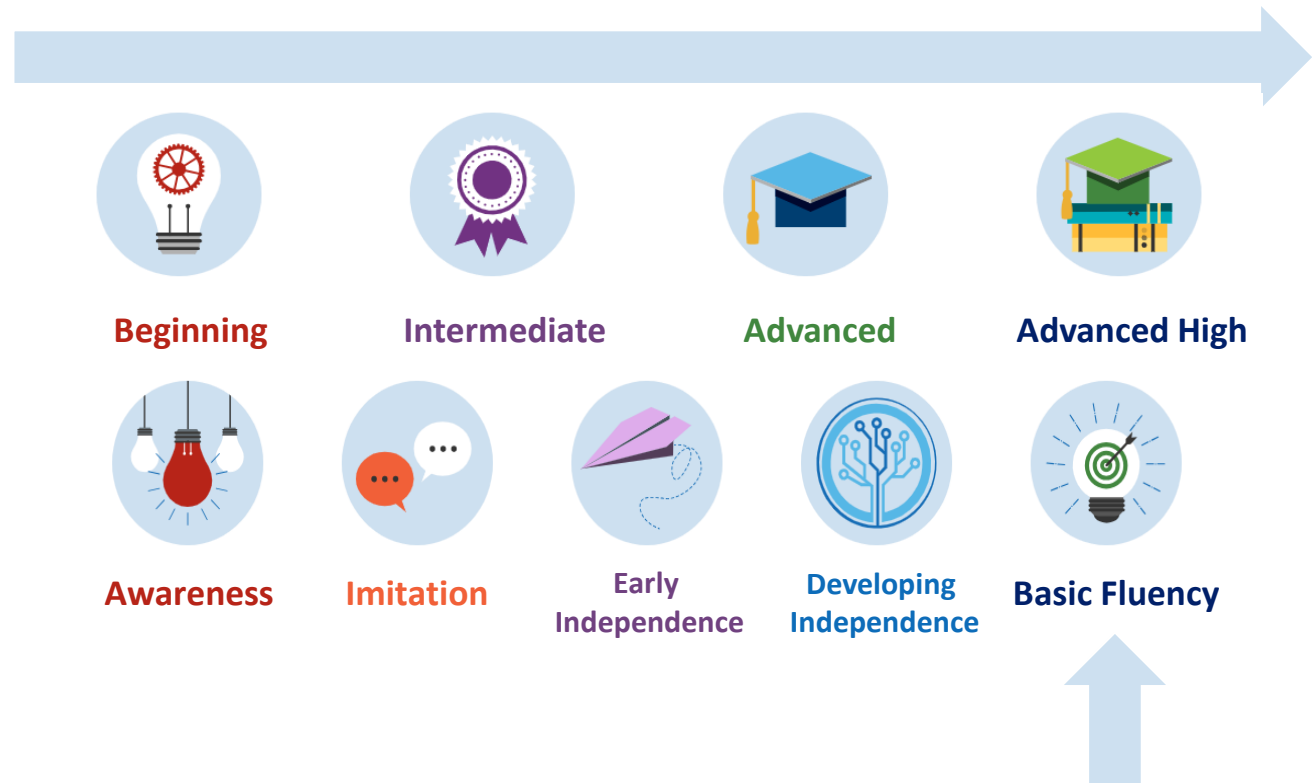 Beginning
Intermediate
Advanced
Advanced High
Awareness
Imitation
Early
Independence
Developing
Independence
Basic Fluency